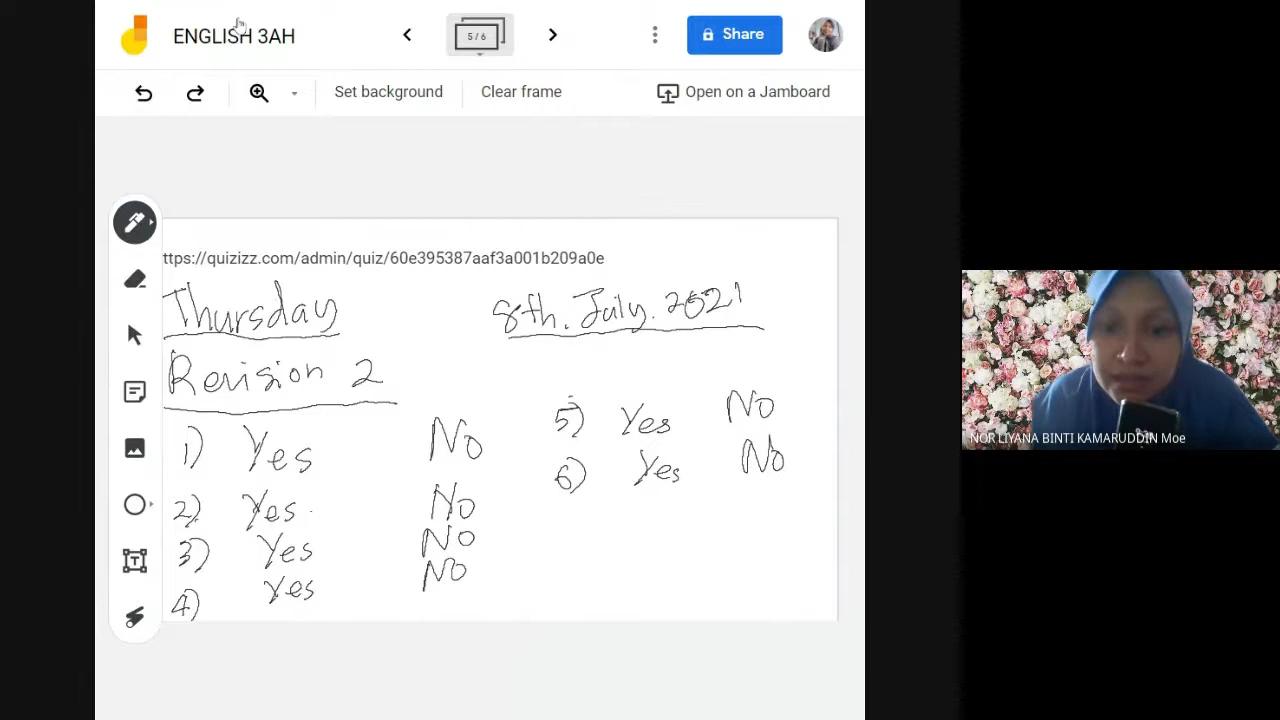 ENGLISH 3AH
5 / 6
Share
Set background
Clear frame
Open on a Jamboard
ttps://quizizz.com/admin/quiz/60e395387aaf3a001b209a0e
Thursday 8th. July. 2021
Revision 2
1) Yes No
2) Yes No
3) Yes No
4) Yes No
5) Yes No
6) Yes No
NOR LIYANA BINTI KAMARUDDIN Moe